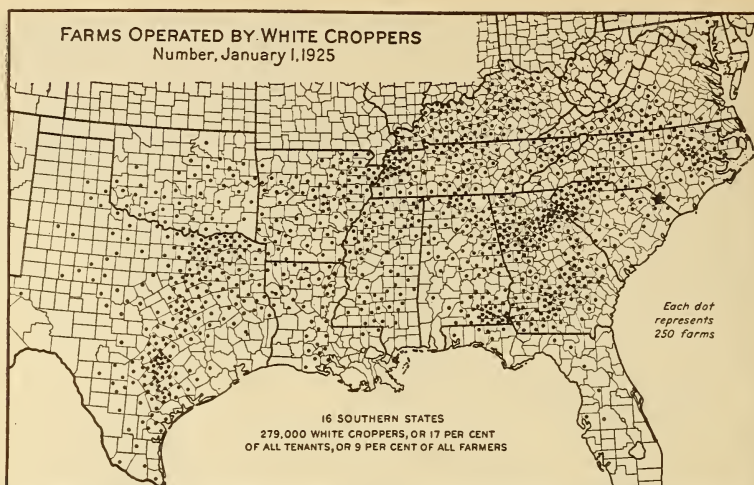 FARMS OPERATED BY WHITE CROPPERS
Number, January 1, 1925
Each dot
represents
250 farms
16 SOUTHERN STATES
279,000 WHITE CROPPERS, OR 17 PER CENT
OF ALL TENANTS, OR 9 PER CENT OF ALL FARMERS